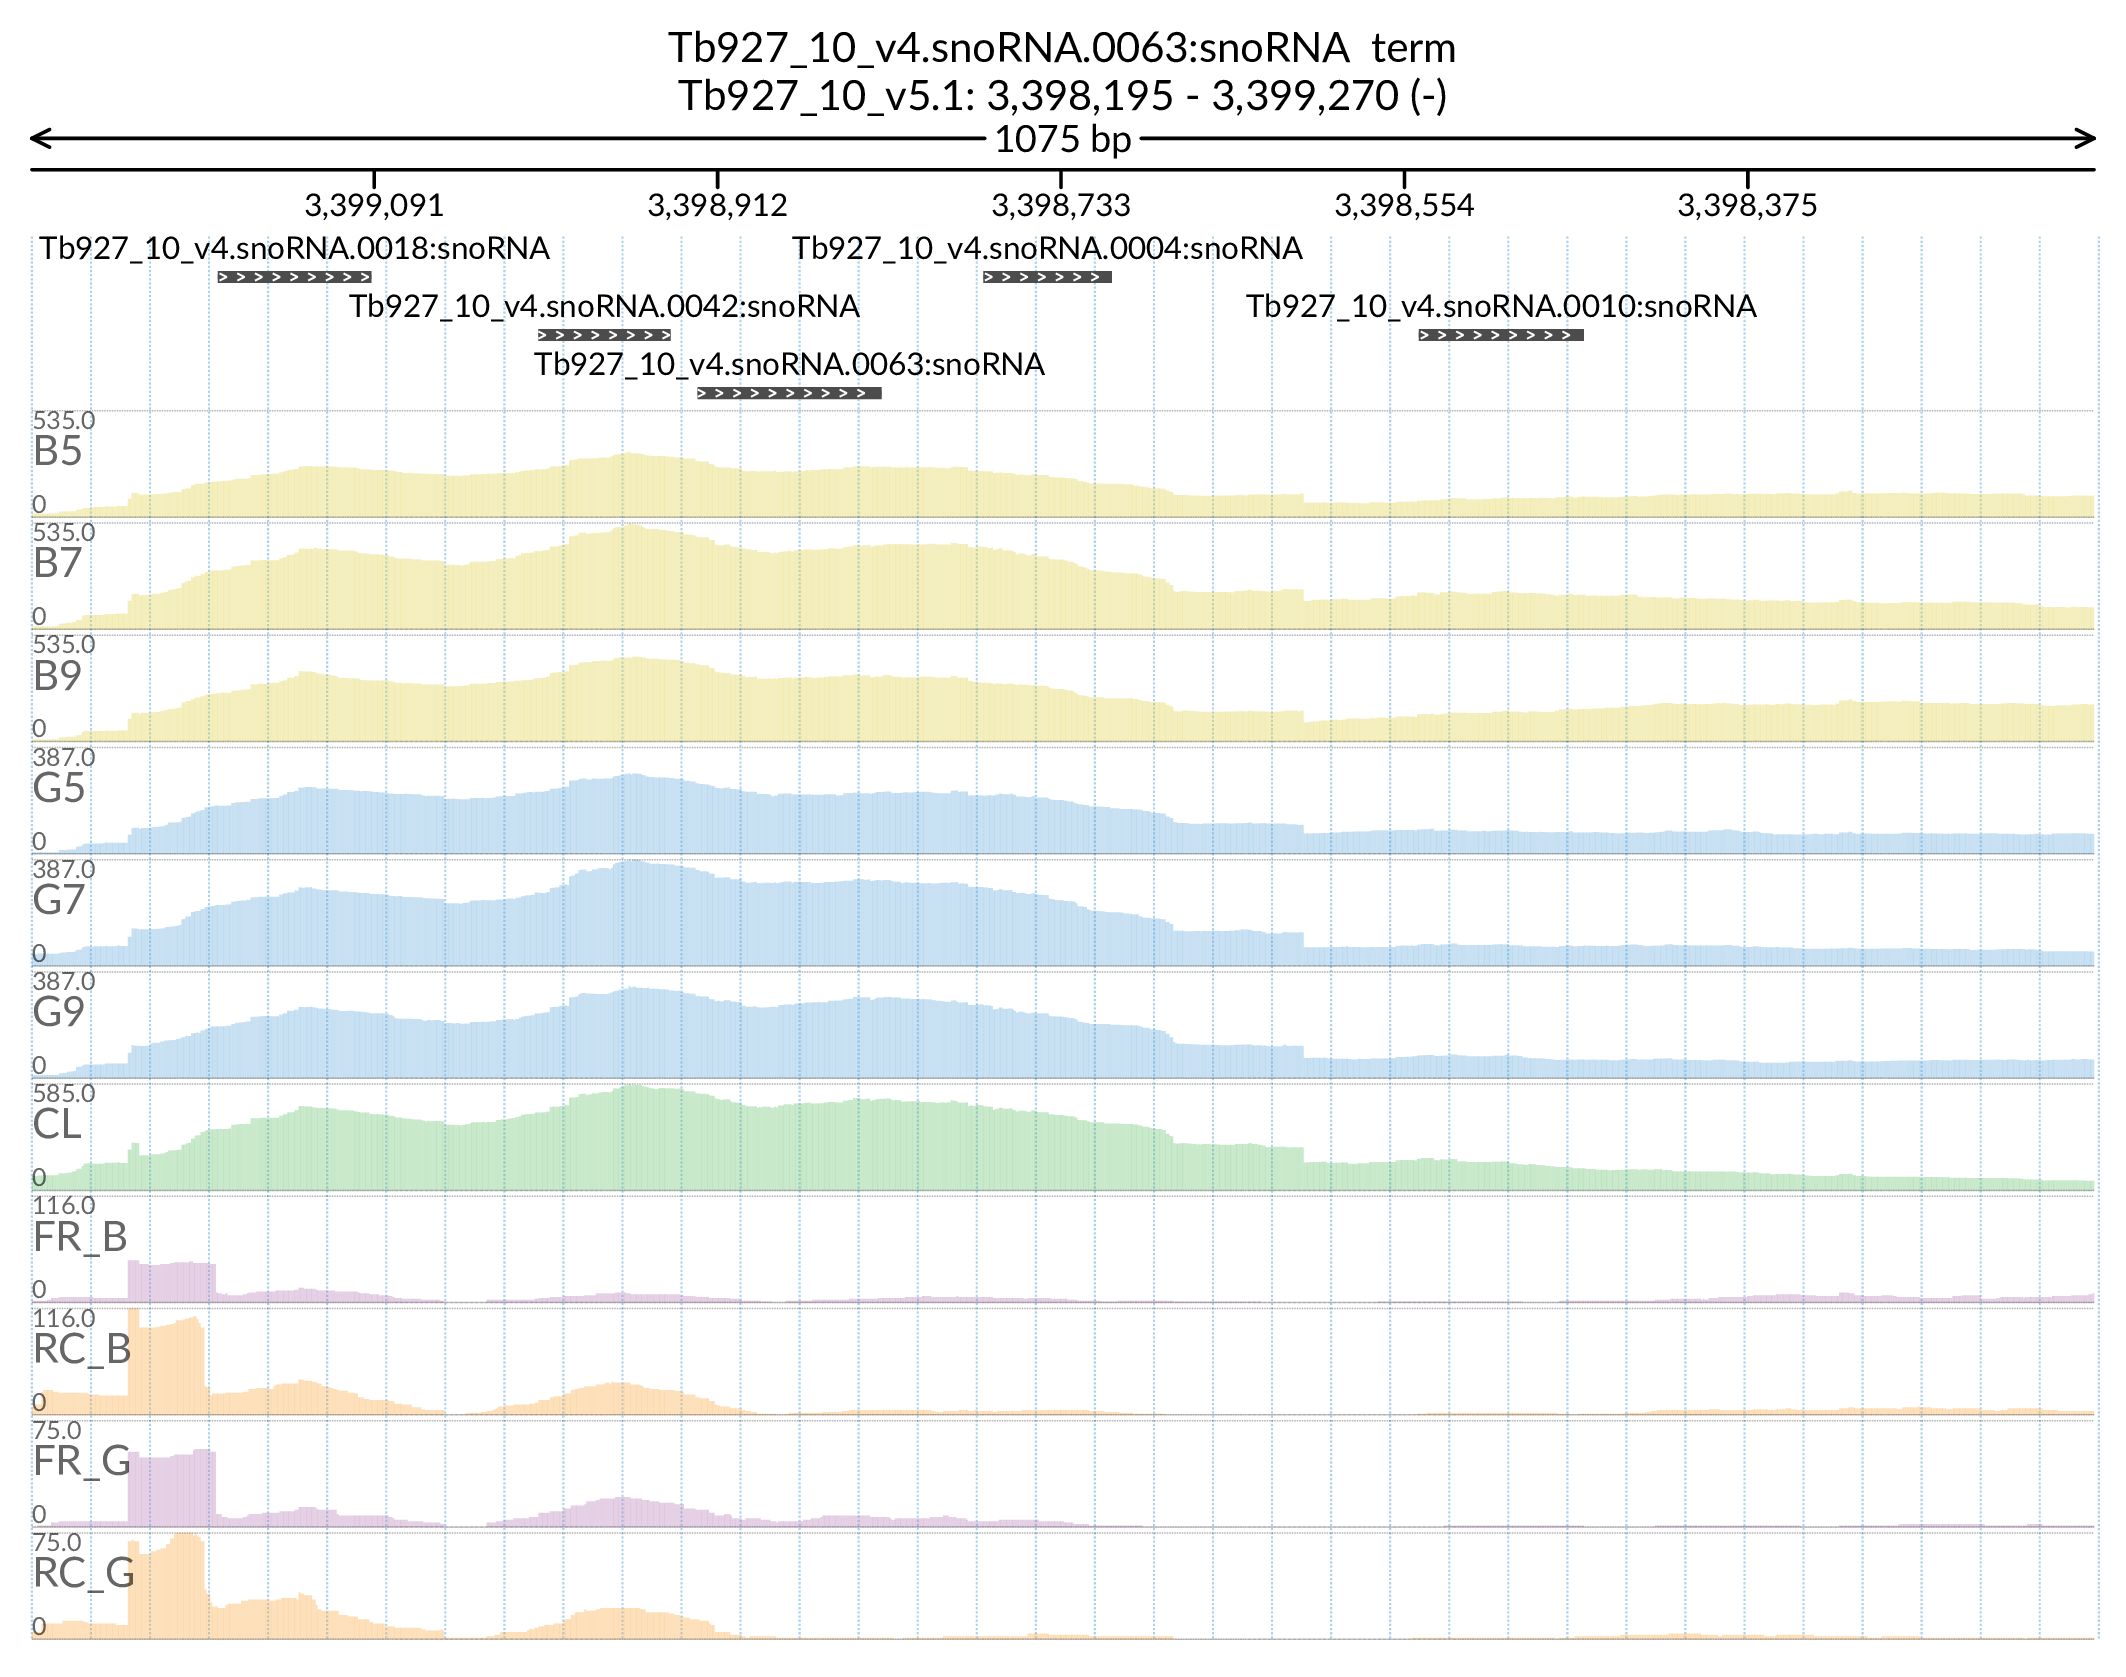 Tb927_10_v4.snoRNA.0063:snoRNA  term
Tb927_10_v5.1: 3,398,195 - 3,399,270 (-)
1075 bp
3,399,091 3,398,912 3,398,733 3,398,554 3,398,375
Tb927_10_v4.snoRNA.0018:snoRNA Tb927_10_v4.snoRNA.0004:snoRNA
Tb927_10_v4.snoRNA.0042:snoRNA Tb927_10_v4.snoRNA.0010:snoRNA
Tb927_10_v4.snoRNA.0063:snoRNA
535.0
B5
0
535.0
B7
0
535.0
B9
0
387.0
G5
0
387.0
G7
0
387.0
G9
0
585.0
CL
0
116.0
FR_B
0
116.0
RC_B
0
75.0
FR_G
0
75.0
RC_G
0